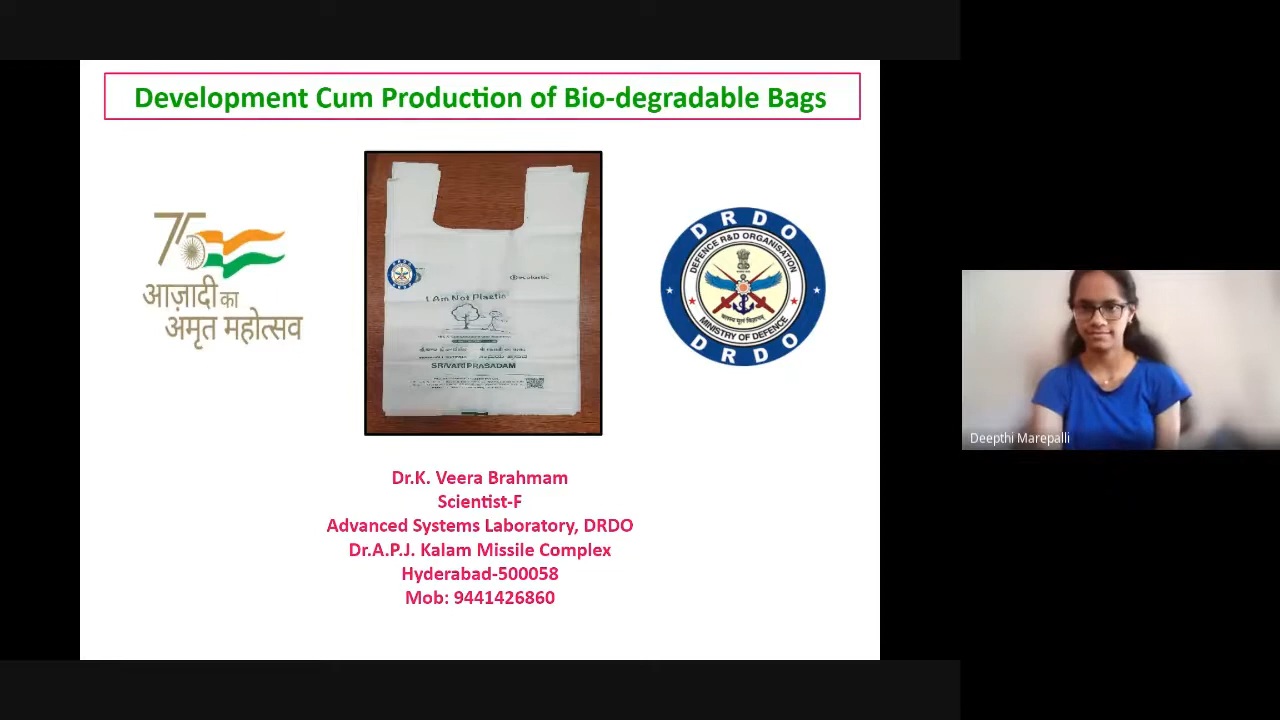 Development Cum Production of Bio-degradable Bags
75
आज़ादी का
अमृत महोत्सव
I Am Not Plastic
SRIVARI PRASADAM
DRDO
DEFENCE R&D ORGANISATION
MINISTRY OF DEFENCE
DRDO
Dr.K. Veera Brahmam
Scientist-F
Advanced Systems Laboratory, DRDO
Dr.A.P.J. Kalam Missile Complex
Hyderabad-500058
Mob: 9441426860
Deepthi Marepalli